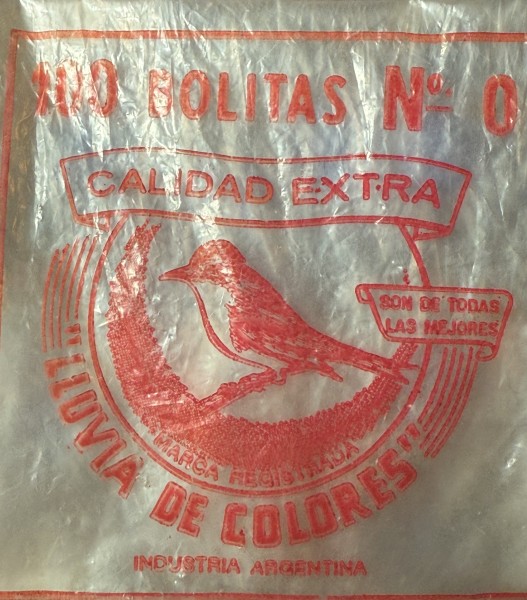 100 BOLITAS Nº 0
CALIDAD EXTRA
SON DE TODAS
LAS MEJORES
MARCA REGISTRADA
"LLUVIA DE COLORES"
INDUSTRIA ARGENTINA